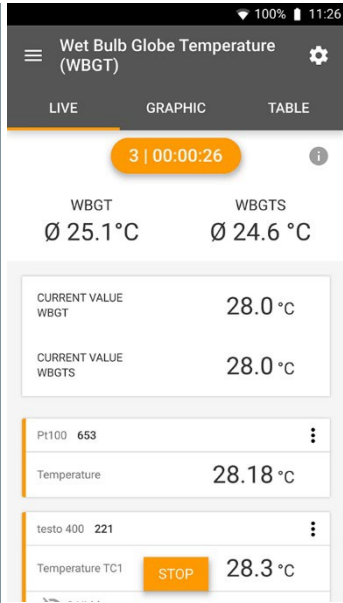 100% 11:26
Wet Bulb Globe Temperature
(WBGT)
LIVE GRAPHIC TABLE
3 | 00:00:26
WBGT WBGTS
Ø 25.1°C Ø 24.6 °C
CURRENT VALUE
WBGT
28.0 °C
CURRENT VALUE
WBGTS
28.0 °C
Pt100 653
Temperature 28.18 °C
testo 400 221
Temperature TC1 28.3 °C
STOP